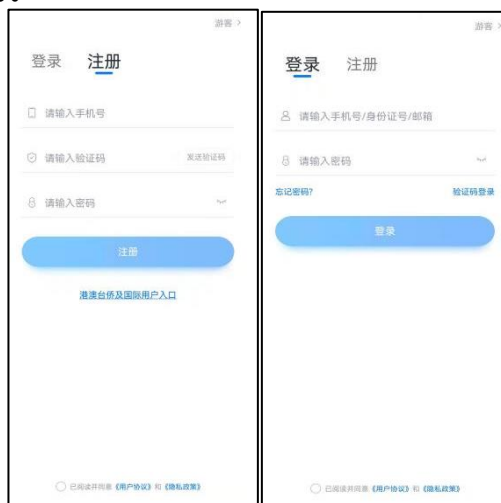 游客 >
登录 注册
请输入手机号
请输入验证码 发送验证码
请输入密码
注册
港澳台侨及国际用户入口
已阅读并同意《用户协议》和《隐私政策》
游客 >
登录 注册
请输入手机号/身份证号/邮箱
请输入密码
忘记密码? 验证码登录
登录
已阅读并同意《用户协议》和《隐私政策》